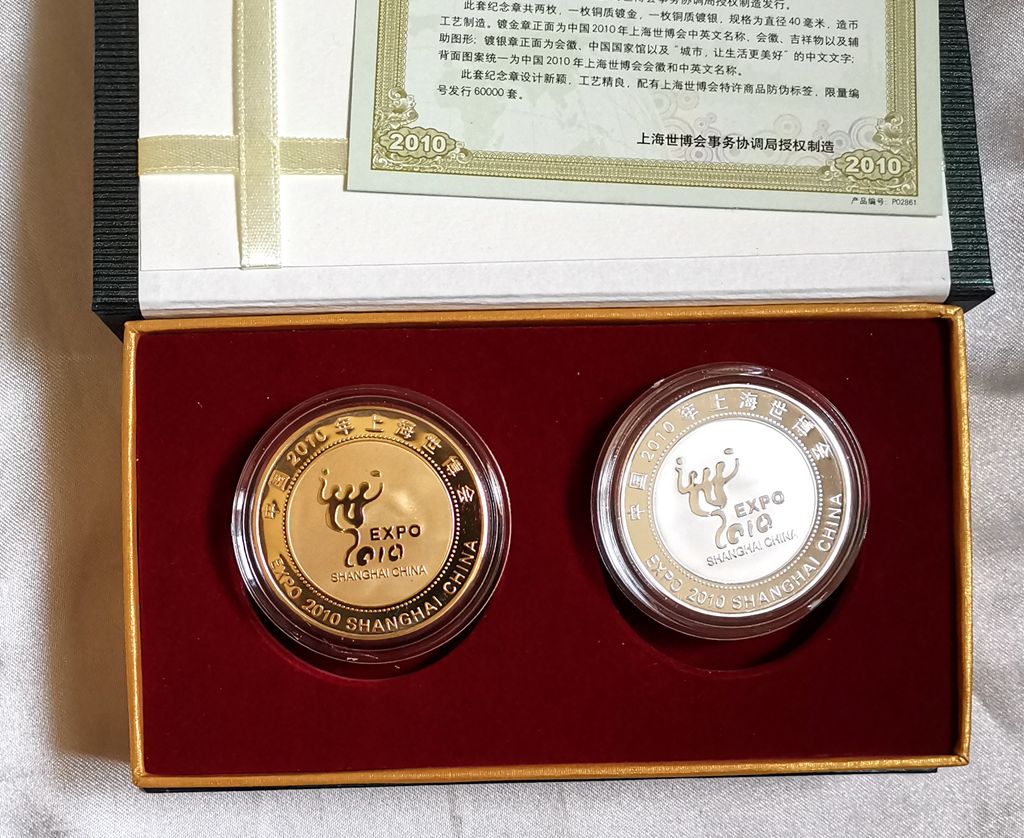 事务协调局授权制造发行。
此套纪念章共两枚,一枚铜质镀金,一枚铜质镀银,规格为直径40毫米,造币
工艺制造。镀金章正面为中国2010年上海世博会中英文名称、会徽、吉祥物以及辅
助图形;镀银章正面为会徽、中国国家馆以及“城市,让生活更美好”的中文文字;
背面图案统一为中国2010年上海世博会会徽和中英文名称。
此套纪念章设计新颖,工艺精良,配有上海世博会特许商品防伪标签,限量编
号发行60000套。
上海世博会事务协调局授权制造
2010
2010
产品编号:P02861
中国2010年上海世博会
EXPO
2010
SHANGHAI CHINA
EXPO 2010 SHANGHAI CHINA
中国2010年上海世博会
EXPO
2010
SHANGHAI CHINA
EXPO 2010 SHANGHAI CHINA